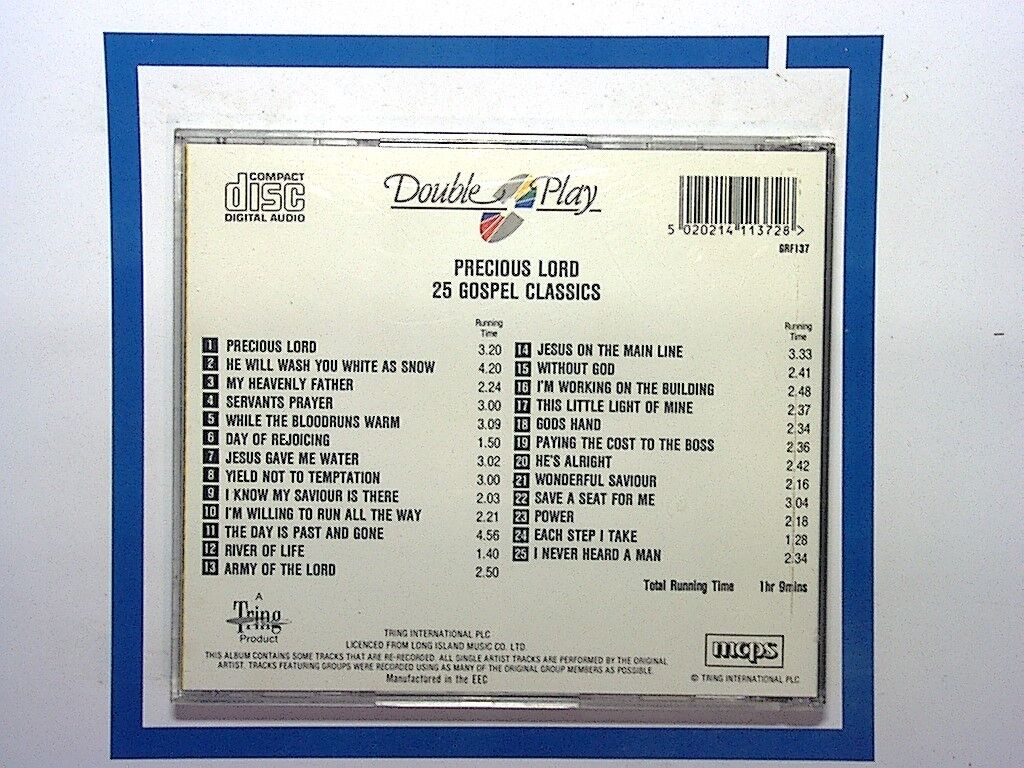 COMPACT
disc
DIGITAL AUDIO
Double Play
5 020214 113728 >
GRF137
PRECIOUS LORD
25 GOSPEL CLASSICS
Running
Time
1 PRECIOUS LORD 3.20
2 HE WILL WASH YOU WHITE AS SNOW 4.20
3 MY HEAVENLY FATHER 2.24
4 SERVANTS PRAYER 3.00
5 WHILE THE BLOODRUNS WARM 3.09
6 DAY OF REJOICING 1.50
7 JESUS GAVE ME WATER 3.02
8 YIELD NOT TO TEMPTATION 3.00
9 I KNOW MY SAVIOUR IS THERE 2.03
10 I'M WILLING TO RUN ALL THE WAY 2.21
11 THE DAY IS PAST AND GONE 4.56
12 RIVER OF LIFE 1.40
13 ARMY OF THE LORD 2.50
Running
Time
14 JESUS ON THE MAIN LINE 3.33
15 WITHOUT GOD 2.41
16 I'M WORKING ON THE BUILDING 2.48
17 THIS LITTLE LIGHT OF MINE 2.37
18 GODS HAND 2.34
19 PAYING THE COST TO THE BOSS 2.36
20 HE'S ALRIGHT 2.42
21 WONDERFUL SAVIOUR 2.16
22 SAVE A SEAT FOR ME 3.04
23 POWER 2.18
24 EACH STEP I TAKE 1.28
25 I NEVER HEARD A MAN 2.34
Total Running Time 1hr 9mins
A
Tring
Product
TRING INTERNATIONAL PLC
LICENCED FROM LONG ISLAND MUSIC CO. LTD.
THIS ALBUM CONTAINS SOME TRACKS THAT ARE RE-RECORDED. ALL SINGLE ARTIST TRACKS ARE PERFORMED BY THE ORIGINAL
ARTIST. TRACKS FEATURING GROUPS WERE RECORDED USING AS MANY OF THE ORIGINAL GROUP MEMBERS AS POSSIBLE.
Manufactured in the EEC
mcps
© TRING INTERNATIONAL PLC